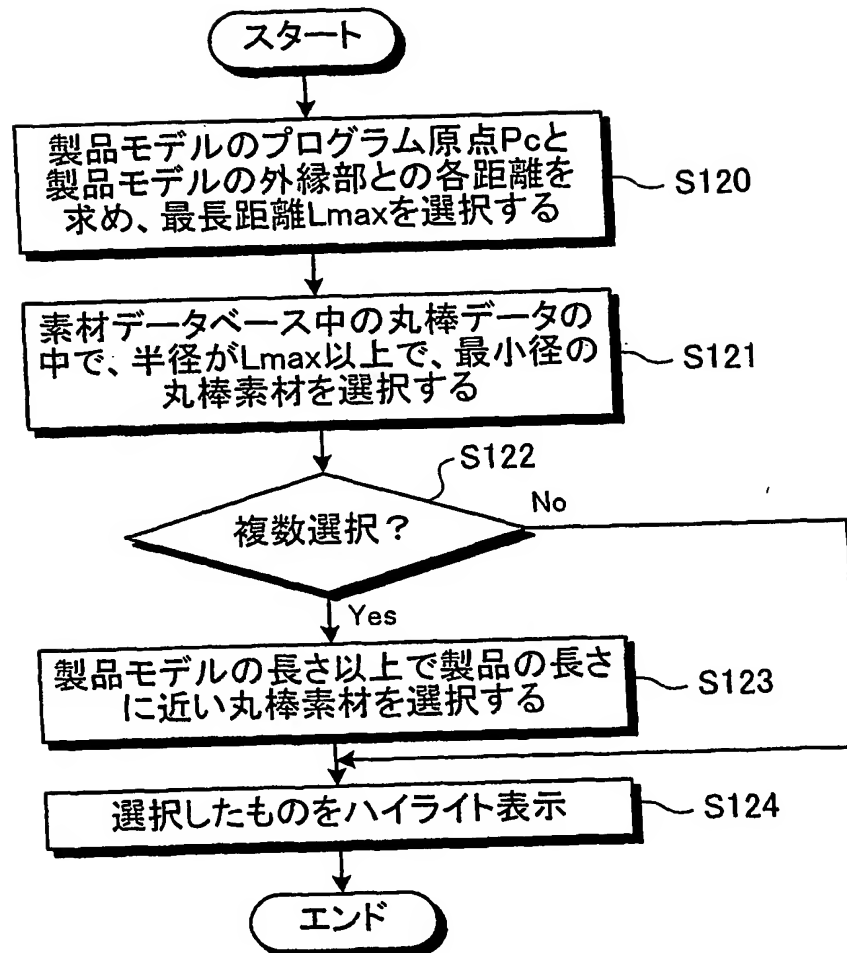 スタート
製品モデルのプログラム原点Pcと
製品モデルの外縁部との各距離を
求め、最長距離Lmaxを選択する
S120
素材データベース中の丸棒データの
中で、半径がLmax以上で、最小径の
丸棒素材を選択する
S121
S122
複数選択？
No
Yes
製品モデルの長さ以上で製品の長さ
に近い丸棒素材を選択する
S123
選択したものをハイライト表示
S124
エンド